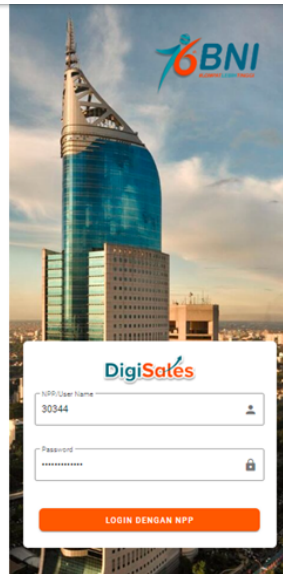 76 BNI
DigiSales
NPP/User Name
30344
Password
•••••••••••••
LOGIN DENGAN NPP